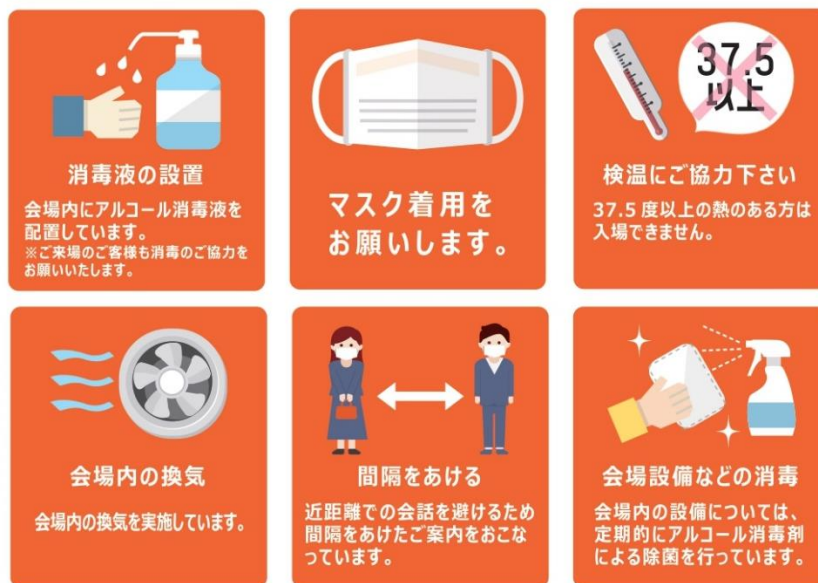 消毒液の設置
会場内にアルコール消毒液を
配置しています。
※ご来場のご客様も消毒のご協力を
お願いいたします。
マスク着用を
お願いします。
37.5
以上
検温にご協力下さい
37.5 度以上の熱のある方は
入場できません。
会場内の換気
会場内の換気を実施しています。
間隔をあける
近距離での会話を避けるため
間隔をあけたご案内をおこな
っています。
会場設備などの消毒
会場内の設備については、
定期的にアルコール消毒剤
による除菌を行っています。